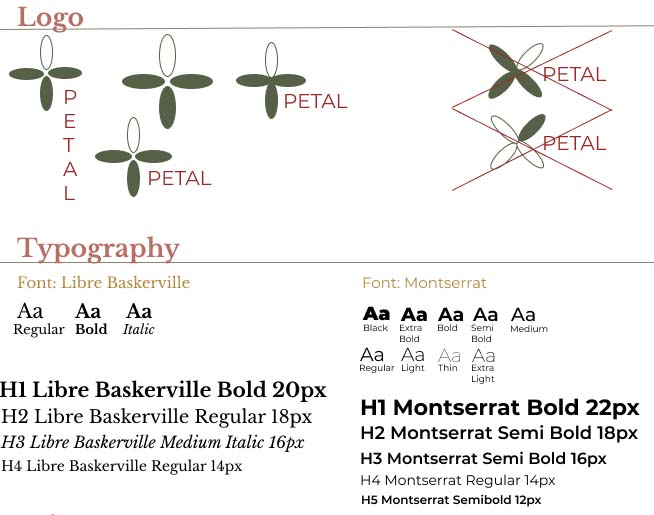 Logo
P
E
T
A
L
PETAL
PETAL
PETAL
PETAL
Typography
Font: Libre Baskerville
Aa Aa Aa
Regular Bold Italic
H1 Libre Baskerville Bold 20px
H2 Libre Baskerville Regular 18px
H3 Libre Baskerville Medium Italic 16px
H4 Libre Baskerville Regular 14px
Font: Montserrat
Aa Aa Aa Aa Aa
Black Extra Bold Bold Semi Bold Medium
Aa Aa Aa Aa
Regular Light Thin Extra Light
H1 Montserrat Bold 22px
H2 Montserrat Semi Bold 18px
H3 Montserrat Semi Bold 16px
H4 Montserrat Regular 14px
H5 Montserrat Semibold 12px